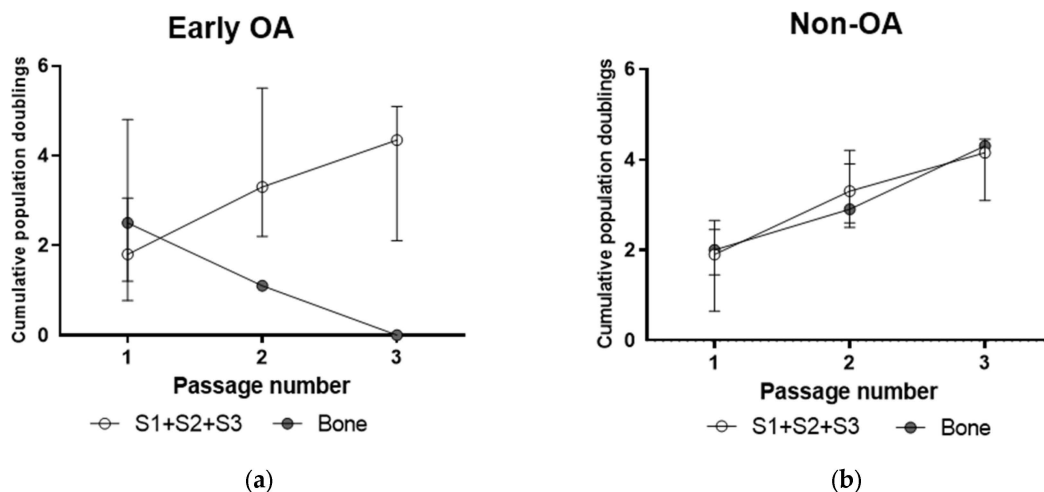 Early OA
Cumulative population doublings
6
4
2
0
1 2 3
Passage number
S1+S2+S3 Bone
(a)
Non-OA
Cumulative population doublings
6
4
2
0
1 2 3
Passage number
S1+S2+S3 Bone
(b)